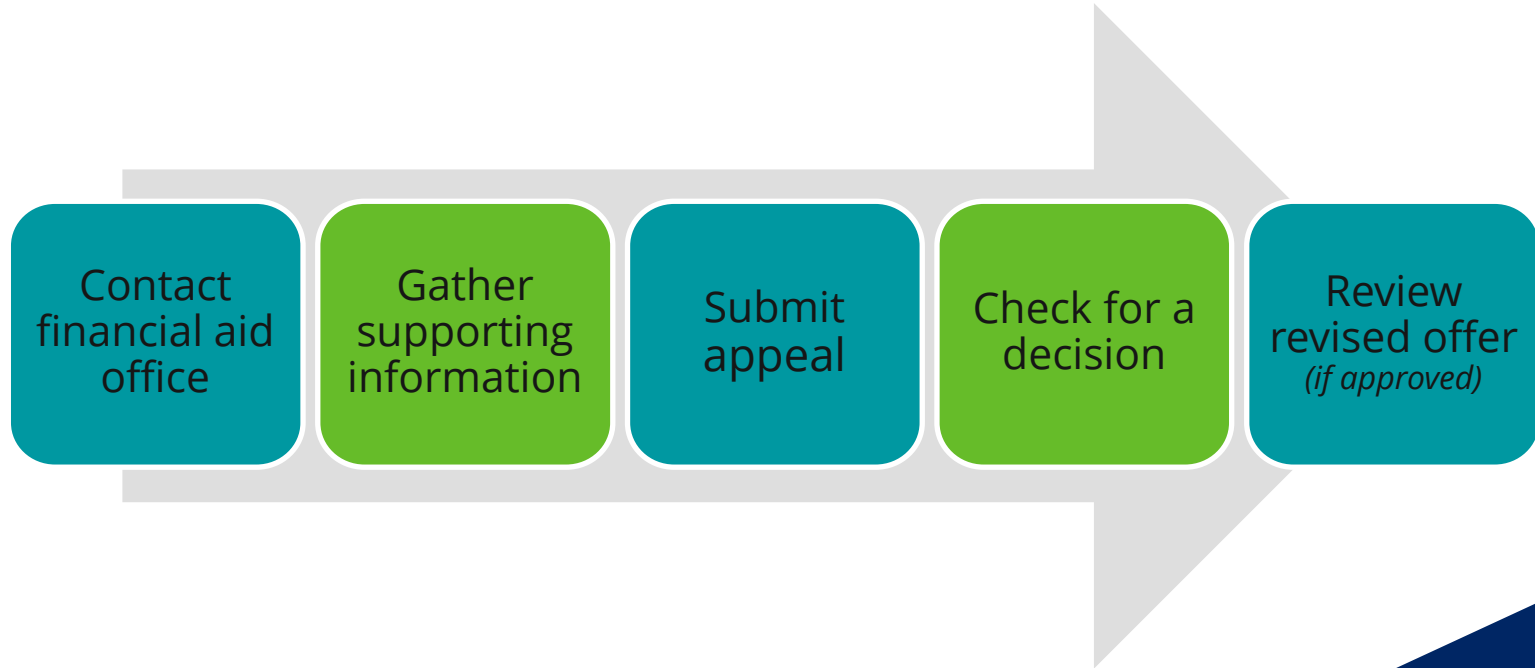 Contact
financial aid
office
Gather
supporting
information
Submit
appeal
Check for a
decision
Review
revised offer
(if approved)